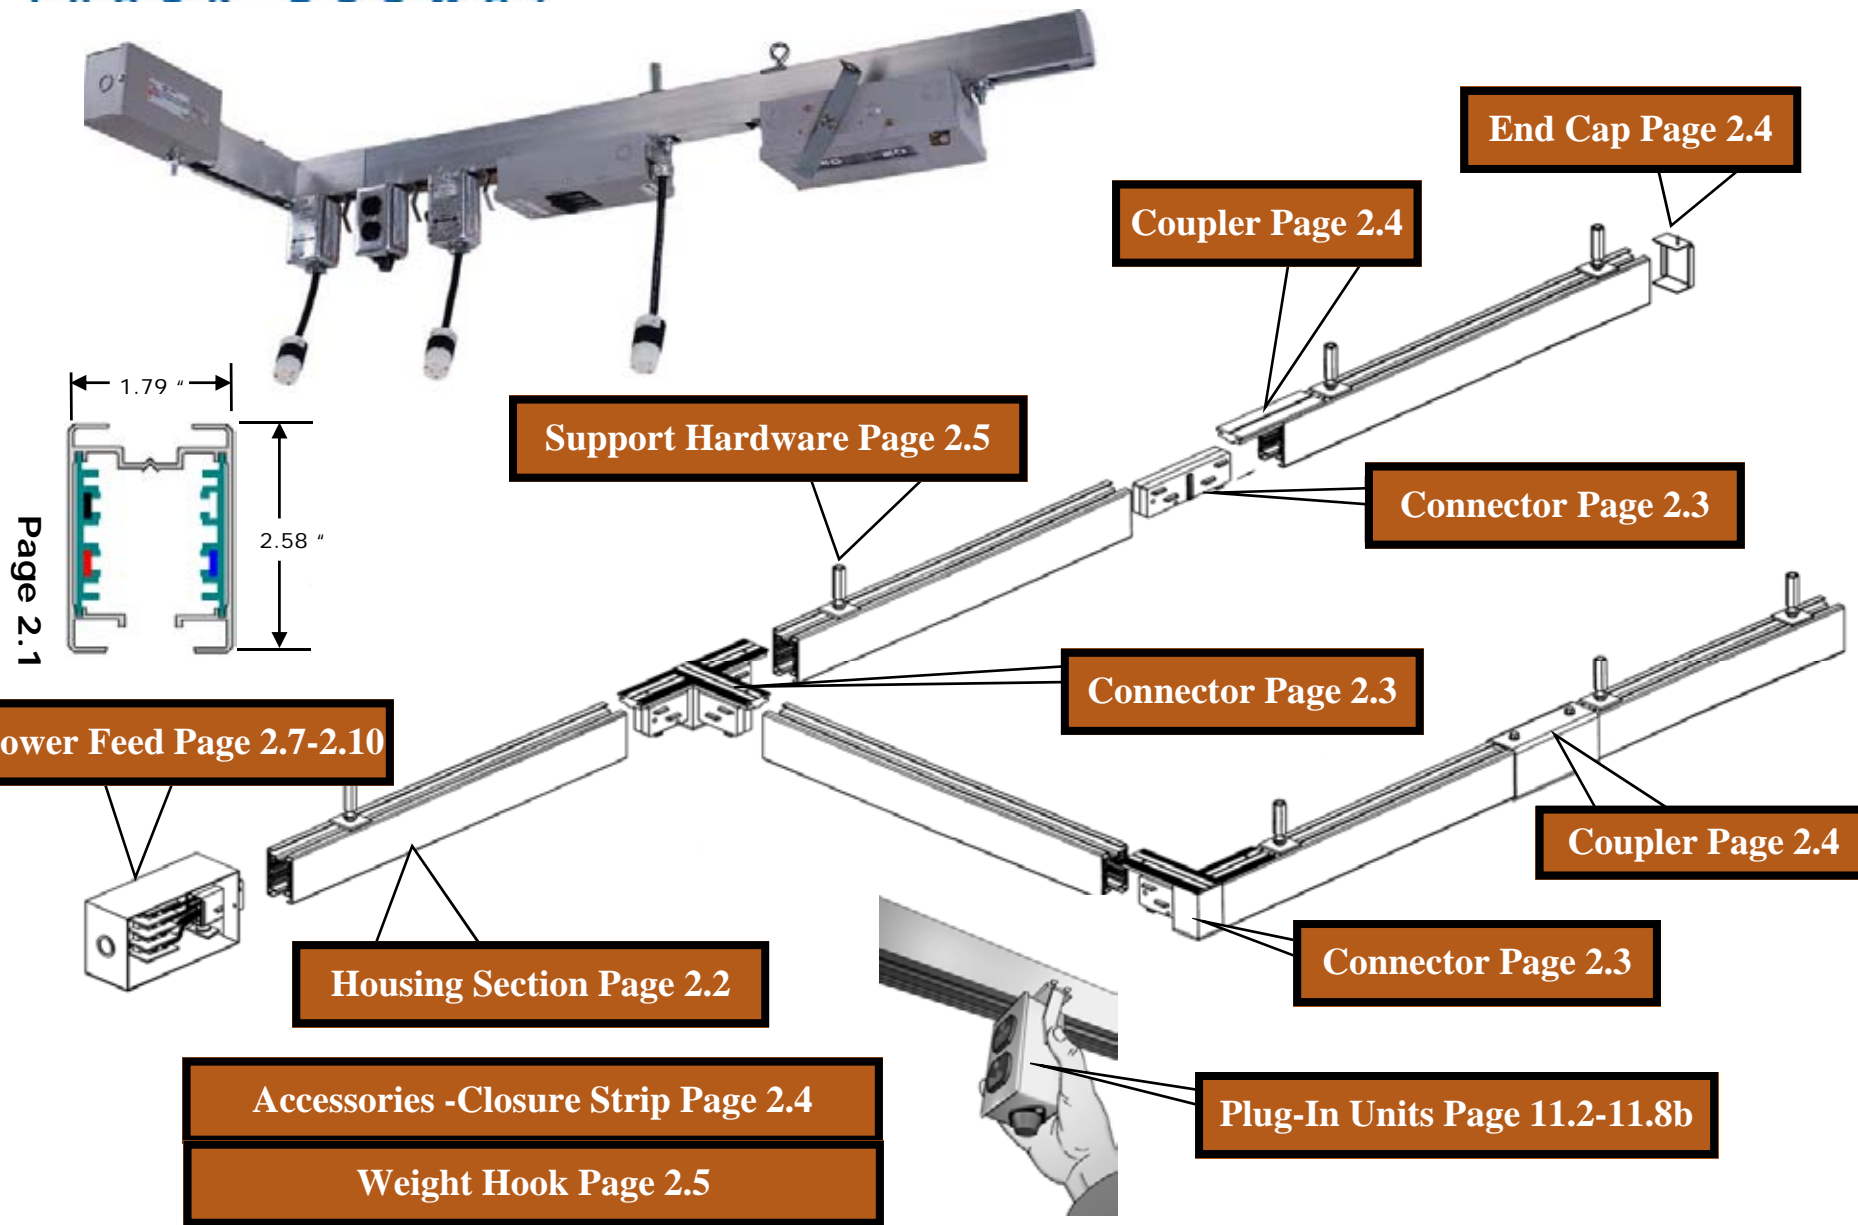 End Cap Page 2.4
Coupler Page 2.4
1.79 "
Support Hardware Page 2.5
Connector Page 2.3
2.58 "
Page 2.1
Connector Page 2.3
ower Feed Page 2.7-2.10
Coupler Page 2.4
Housing Section Page 2.2
Connector Page 2.3
Accessories -Closure Strip Page 2.4
Plug-In Units Page 11.2-11.8b
Weight Hook Page 2.5